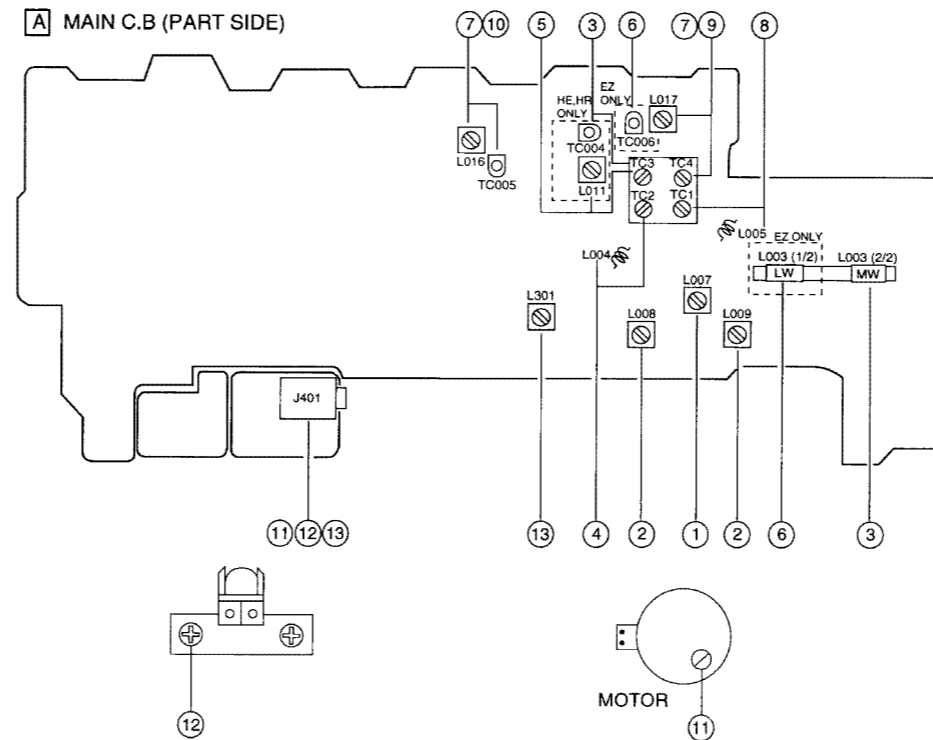 A MAIN C.B (PART SIDE)
7 10 5 3 6 7 9 8
EZ
HE,HR ONLY
ONLY
L017
TC004
TC006
L016
TC005
TC3 TC4
L011
TC2 TC1
L005
EZ ONLY
L004
L003 (1/2) L003 (2/2)
LW MW
L007
L301
L008
L009
J401
11 12 13 13 4 2 1 2 6 3
MOTOR
12
11